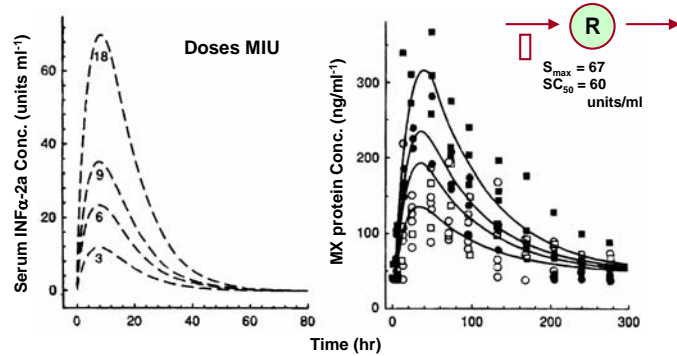 Doses MIU
Serum INFα-2a Conc. (units ml⁻¹)
60
40
20
0
18
9
6
3
0 20 40 60 80
MX protein Conc. (ng/ml⁻¹)
300
200
100
0
0 100 200 300
R
Smax = 67
SC50 = 60
units/ml
Time (hr)